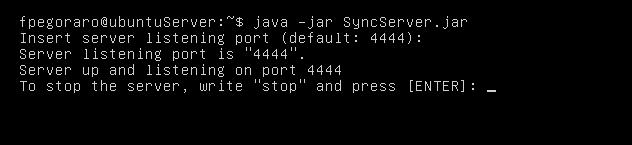 fpegoraro@ubuntuServer:~$ java -jar SyncServer.jar
Insert server listening port (default: 4444):
Server listening port is "4444".
Server up and listening on port 4444
To stop the server, write "stop" and press [ENTER]: _